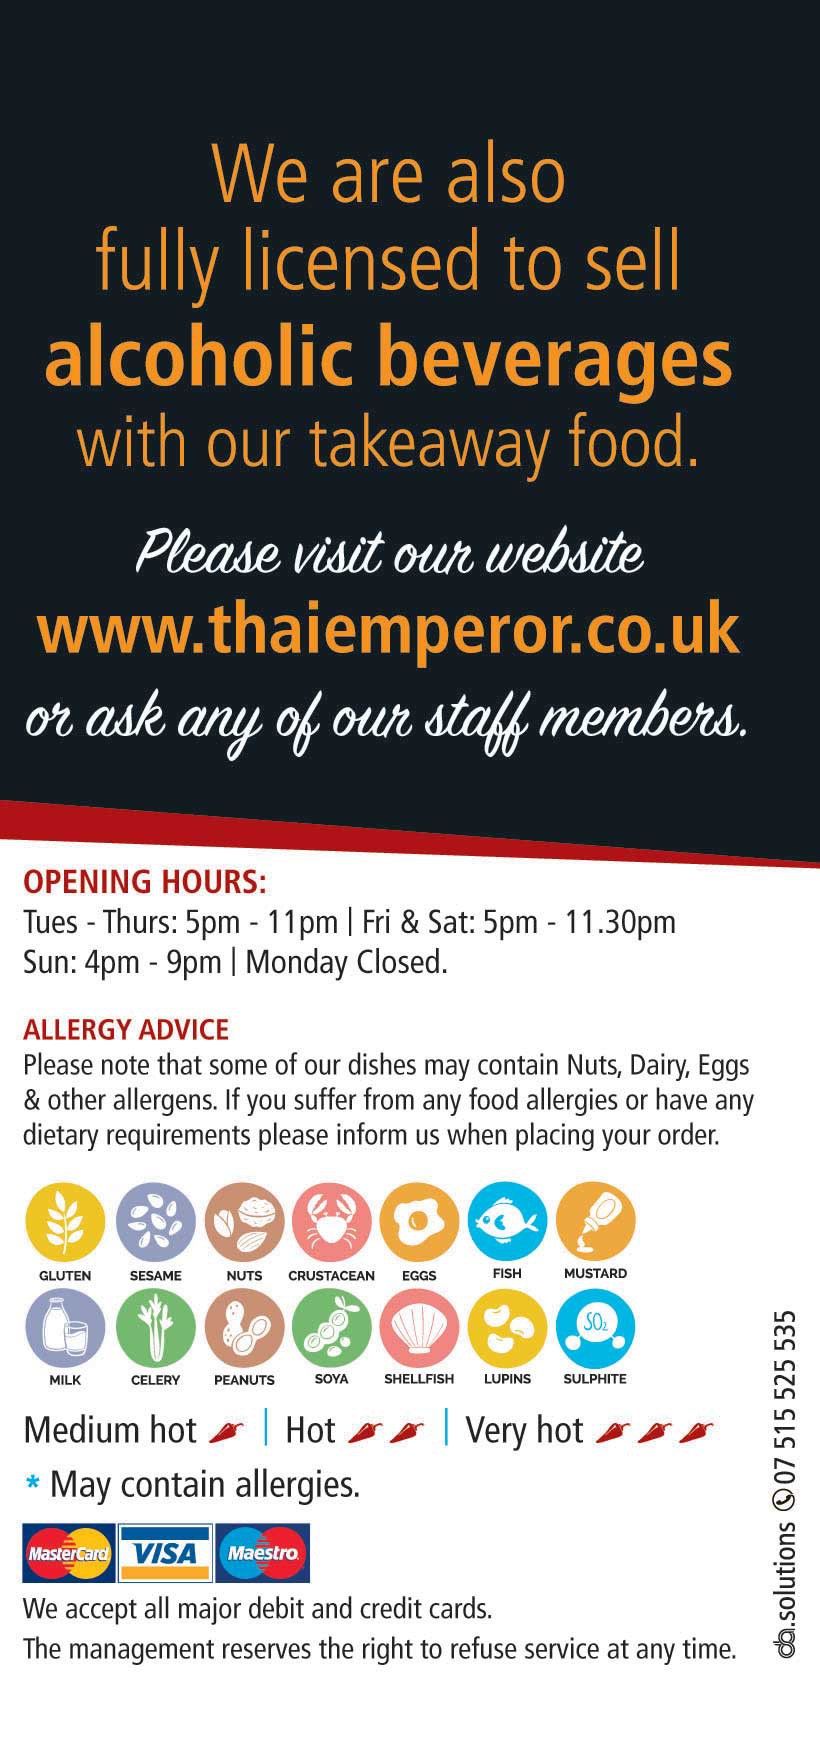 We are also
fully licensed to sell
alcoholic beverages
with our takeaway food.
Please visit our website
www.thaiemperor.co.uk
or ask any of our staff members.
OPENING HOURS:
Tues - Thurs: 5pm - 11pm | Fri & Sat: 5pm - 11.30pm
Sun: 4pm - 9pm | Monday Closed.
ALLERGY ADVICE
Please note that some of our dishes may contain Nuts, Dairy, Eggs
& other allergens. If you suffer from any food allergies or have any
dietary requirements please inform us when placing your order.
GLUTEN SESAME NUTS CRUSTACEAN EGGS FISH MUSTARD
SO2
MILK CELERY PEANUTS SOYA SHELLFISH LUPINS SULPHITE
Medium hot | Hot | Very hot
* May contain allergies.
MasterCard VISA Maestro
We accept all major debit and credit cards.
The management reserves the right to refuse service at any time.
da.solutions 07 515 525 535